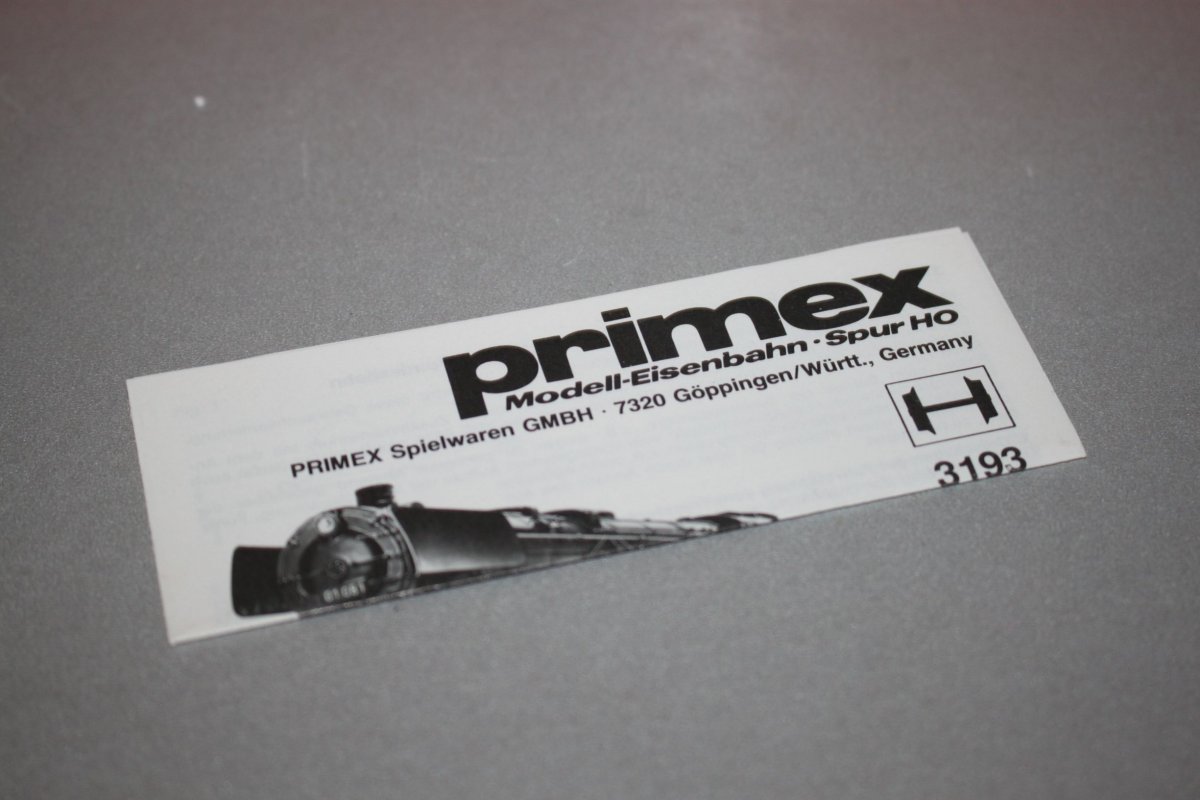 primex
Modell-Eisenbahn · Spur HO
PRIMEX Spielwaren GMBH · 7320 Göppingen/Württ., Germany
3193